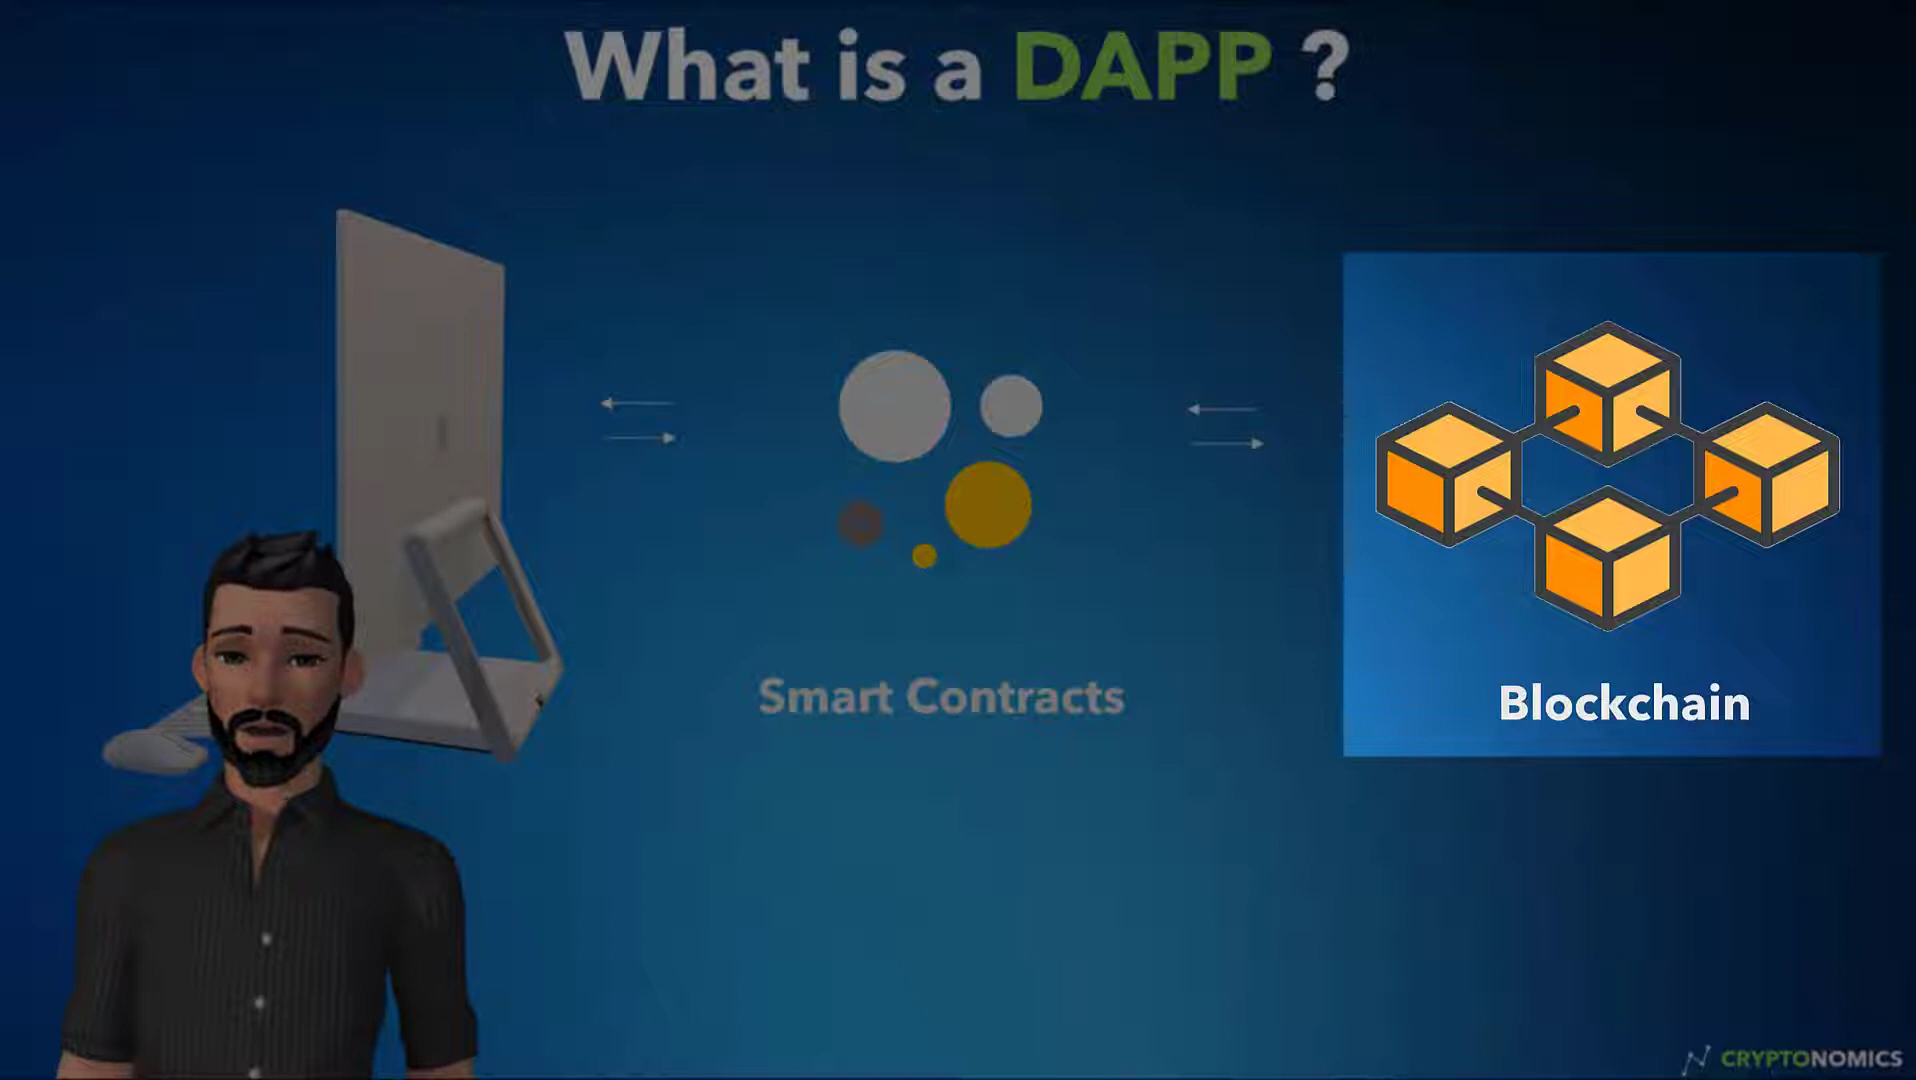 What is a DAPP ?
Smart Contracts
Blockchain
CRYPTONOMICS